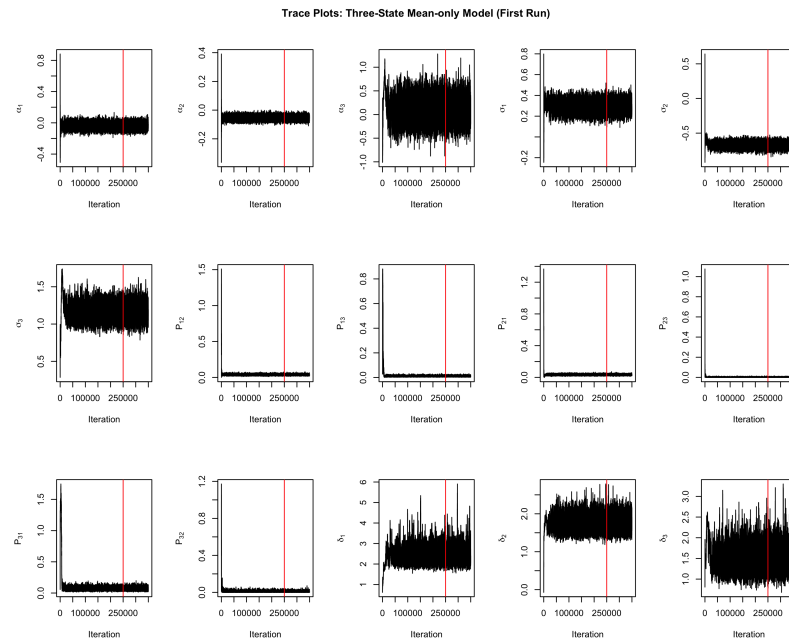 Trace Plots: Three-State Mean-only Model (First Run)
α1
-0.4 0.0 0.2 0.4 0.8
0 100000 250000
Iteration
α2
-0.2 0.0 0.2 0.4
0 100000 250000
Iteration
α3
-1.0 -0.5 0.0 0.5 1.0
0 100000 250000
Iteration
σ1
-0.2 0.0 0.2 0.4 0.6 0.8
0 100000 250000
Iteration
σ2
-0.5 0.0 0.5
0 100000 250000
Iteration
σ3
0.5 1.0 1.5
0 100000 250000
Iteration
P12
0.0 0.5 1.0 1.5
0 100000 250000
Iteration
P13
0.0 0.2 0.4 0.6 0.8
0 100000 250000
Iteration
P21
0.0 0.4 0.8 1.2
0 100000 250000
Iteration
P23
0.0 0.2 0.4 0.6 0.8 1.0
0 100000 250000
Iteration
P31
0.0 0.5 1.0 1.5
0 100000 250000
Iteration
P32
0.0 0.4 0.8 1.2
0 100000 250000
Iteration
δ1
1 2 3 4 5 6
0 100000 250000
Iteration
δ2
0.0 1.0 2.0
0 100000 250000
Iteration
δ3
1.0 1.5 2.0 2.5 3.0
0 100000 250000
Iteration